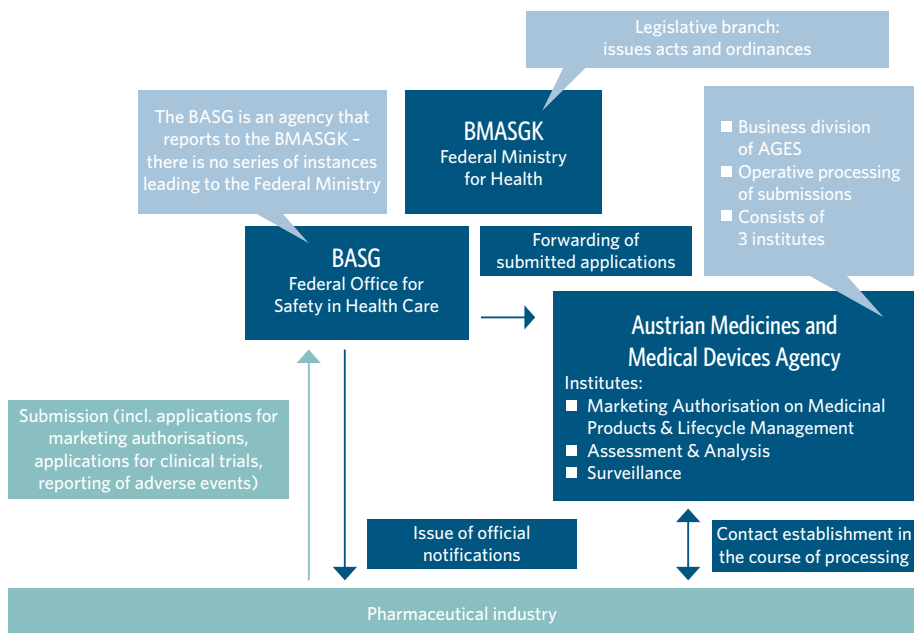 Legislative branch:
issues acts and ordinances
The BASG is an agency that
reports to the BMASGK –
there is no series of instances
leading to the Federal Ministry
BMASGK
Federal Ministry
for Health
Business division
of AGES
Operative processing
of submissions
Consists of
3 institutes
BASG
Federal Office for
Safety in Health Care
Forwarding of
submitted applications
Austrian Medicines and
Medical Devices Agency
Institutes:
Marketing Authorisation on Medicinal
Products & Lifecycle Management
Assessment & Analysis
Surveillance
Submission (incl. applications for
marketing authorisations,
applications for clinical trials,
reporting of adverse events)
Issue of official
notifications
Contact establishment in
the course of processing
Pharmaceutical industry